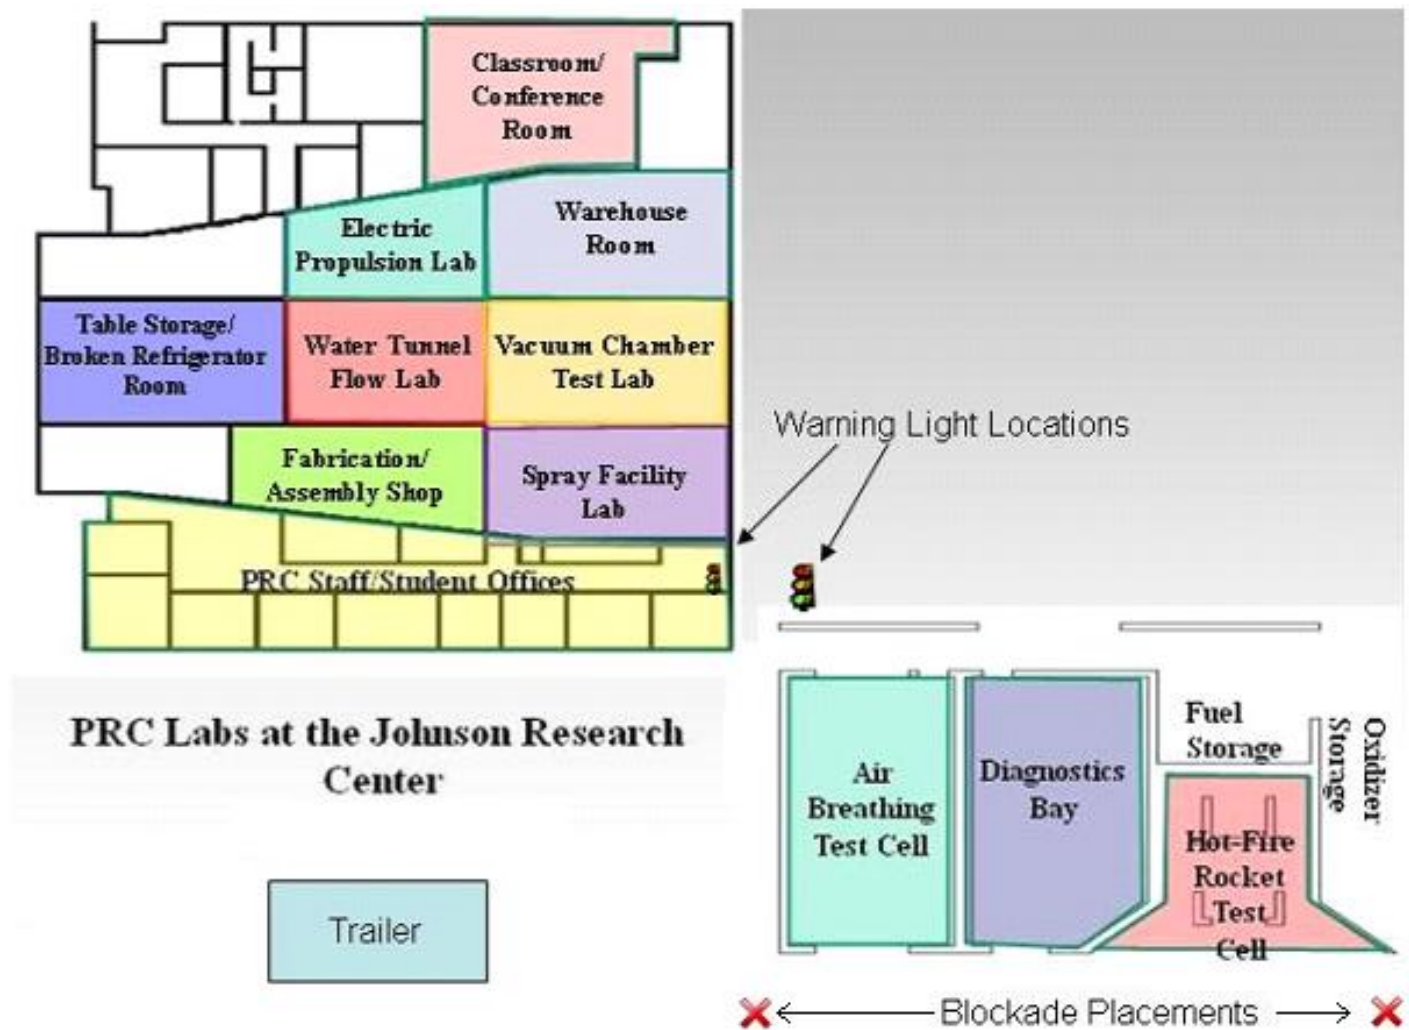 Classroom/
Conference
Room
Electric
Propulsion Lab
Warehouse
Room
Table Storage/
Broken Refrigerator
Room
Water Tunnel
Flow Lab
Vacuum Chamber
Test Lab
Warning Light Locations
Fabrication/
Assembly Shop
Spray Facility
Lab
PRC Staff/Student Offices
PRC Labs at the Johnson Research
Center
Trailer
Air
Breathing
Test Cell
Diagnostics
Bay
Fuel
Storage
Oxidizer
Storage
Hot-Fire
Rocket
Test
Cell
Blockade Placements